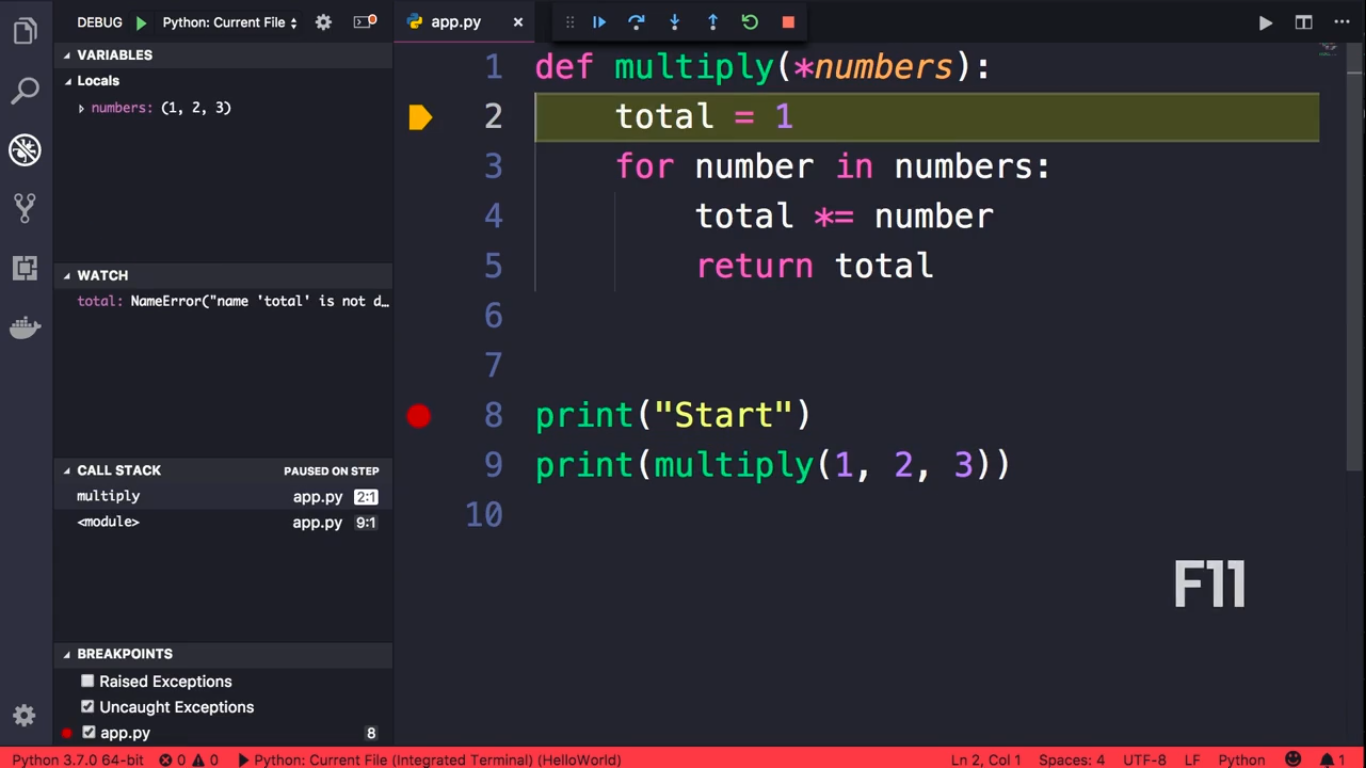 DEBUG Python: Current File app.py
VARIABLES
Locals
numbers: (1, 2, 3)
WATCH
total: NameError("name 'total' is not d…
CALL STACK PAUSED ON STEP
multiply app.py 2:1
<module> app.py 9:1
BREAKPOINTS
Raised Exceptions
Uncaught Exceptions
app.py 8
1 def multiply(*numbers):
2 total = 1
3 for number in numbers:
4 total *= number
5 return total
6
7
8 print("Start")
9 print(multiply(1, 2, 3))
10
F11
Python 3.7.0 64-bit 0 0 Python: Current File (Integrated Terminal) (HelloWorld) Ln 2, Col 1 Spaces: 4 UTF-8 LF Python 1